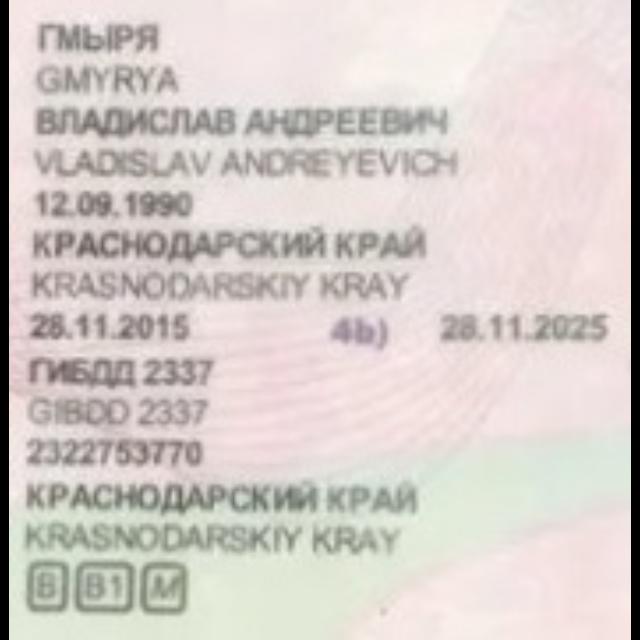 ГМЫРЯ
GMYRYA
ВЛАДИСЛАВ АНДРЕЕВИЧ
VLADISLAV ANDREYEVICH
12.09.1990
КРАСНОДАРСКИЙ КРАЙ
KRASNODARSKIY KRAY
28.11.2015 4b) 28.11.2025
ГИБДД 2337
GIBDD 2337
2322753770
КРАСНОДАРСКИЙ КРАЙ
KRASNODARSKIY KRAY
B B1 M